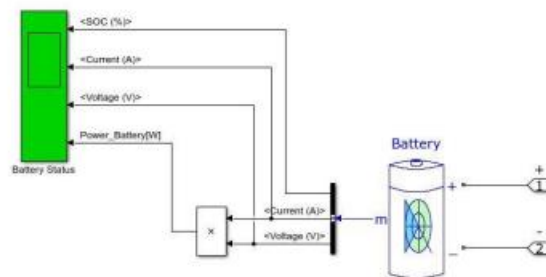 <SOC (%)>
<Current (A)>
<Voltage (V)>
Power_Battery[W]
Battery Status
Battery
+
1
<Current (A)>
m
+
×
<Voltage (V)>
−
-
2